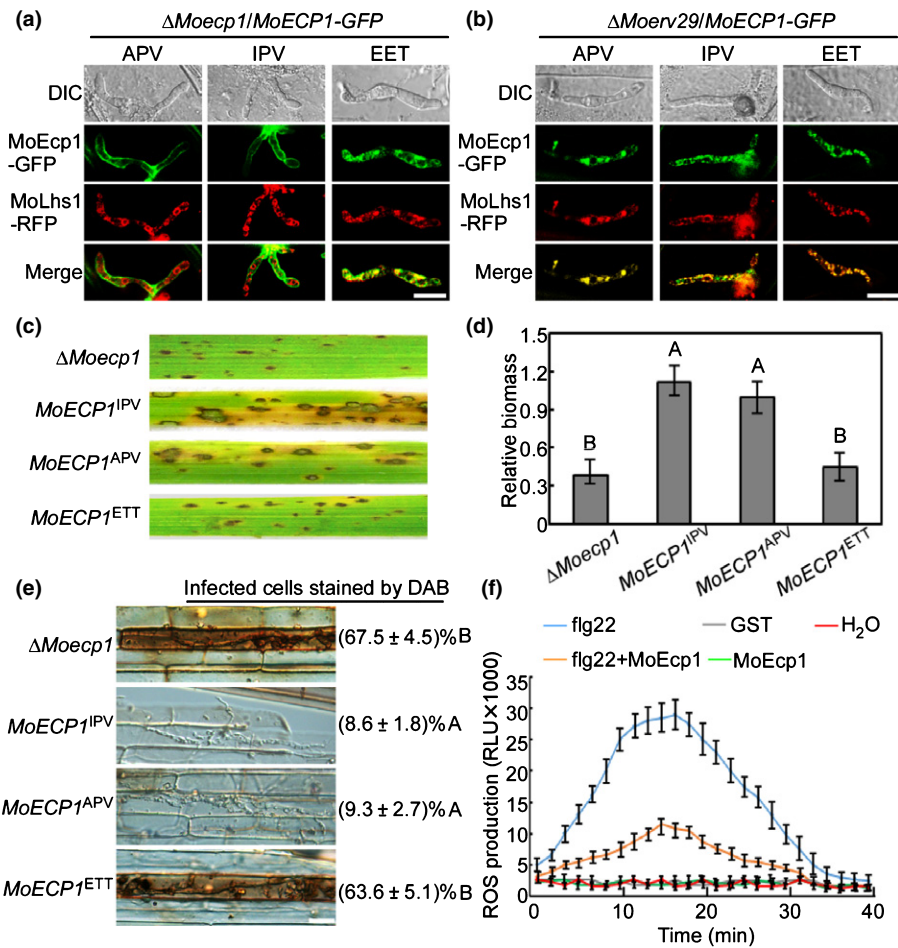 (a)
ΔMoecp1/MoECP1-GFP
APV IPV EET
DIC
MoEcp1
-GFP
MoLhs1
-RFP
Merge
(b)
ΔMoerv29/MoECP1-GFP
APV IPV EET
DIC
MoEcp1
-GFP
MoLhs1
-RFP
Merge
(c)
ΔMoecp1
MoECP1IPV
MoECP1APV
MoECP1ETT
(d)
Relative biomass
1.5
1.2
0.9
0.6
0.3
0
B
A
A
B
ΔMoecp1
MoECP1IPV
MoECP1APV
MoECP1ETT
(e)
Infected cells stained by DAB
ΔMoecp1
(67.5 ± 4.5)% B
MoECP1IPV
(8.6 ± 1.8)% A
MoECP1APV
(9.3 ± 2.7)% A
MoECP1ETT
(63.6 ± 5.1)% B
(f)
flg22 GST H2O
flg22+MoEcp1 MoEcp1
ROS production (RLU×1000)
35
30
25
20
15
10
5
0
0 10 20 30 40
Time (min)